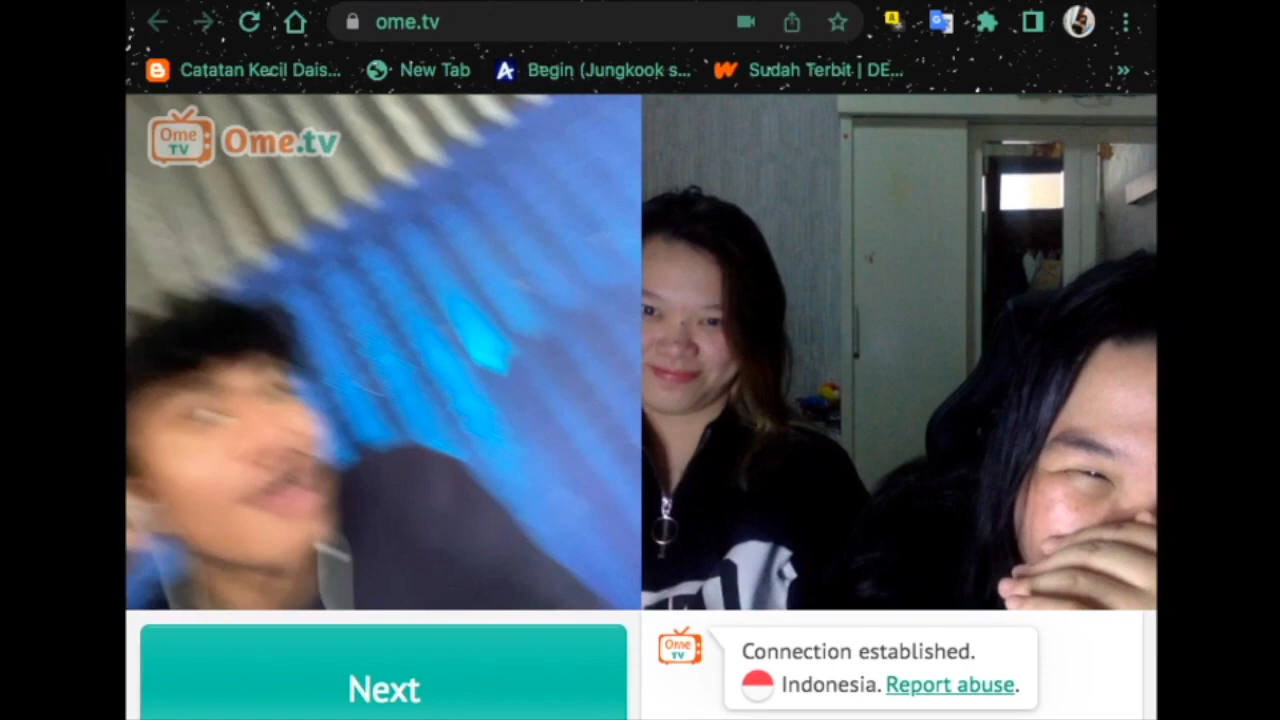 ome.tv
Catatan Kecil Dais... New Tab Begin (Jungkook s... Sudah Terbit | DE... »
Ome TV Ome.tv
Next
Ome TV
Connection established.
Indonesia. Report abuse.